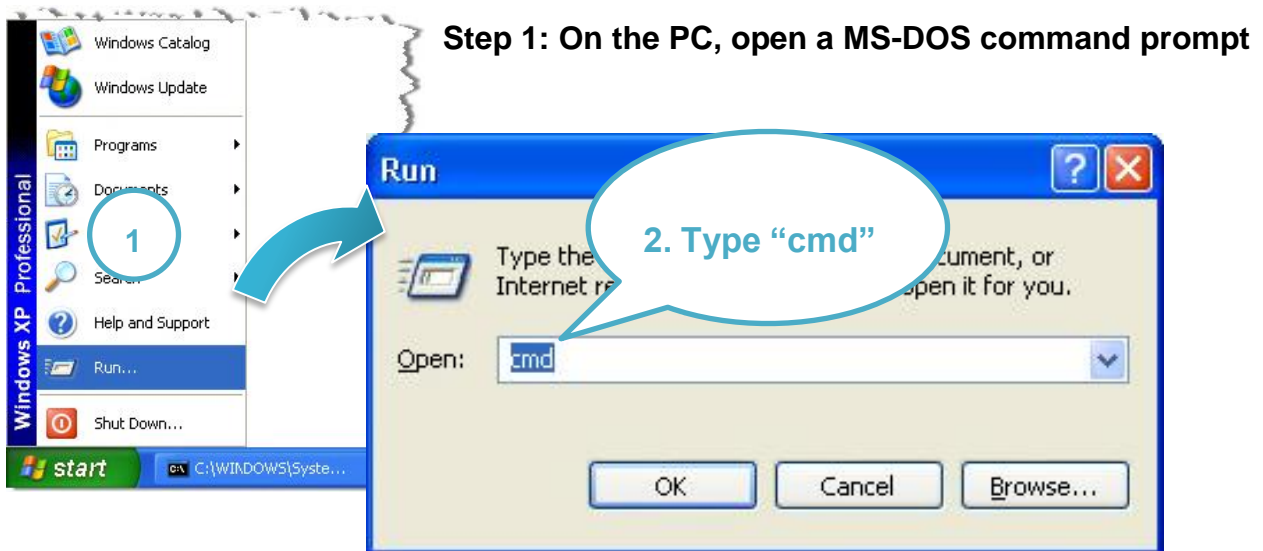 Step 1: On the PC, open a MS-DOS command prompt
Windows XP Professional
Windows Catalog
Windows Update
Programs
Documents
1
Search
Help and Support
Run...
Shut Down...
start
C:\WINDOWS\Syste...
Run
2. Type “cmd”
Type the cument, or
Internet re pen it for you.
Open:
cmd
OK
Cancel
Browse...